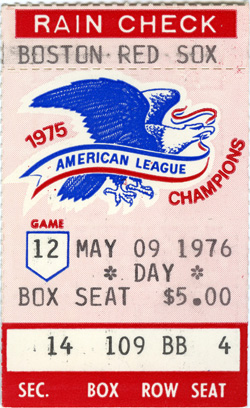 RAIN CHECK
BOSTON RED SOX
1975
AMERICAN LEAGUE
CHAMPIONS
GAME
12 MAY 09 1976
* DAY *
BOX SEAT $5.00
14 109 BB 4
SEC. BOX ROW SEAT